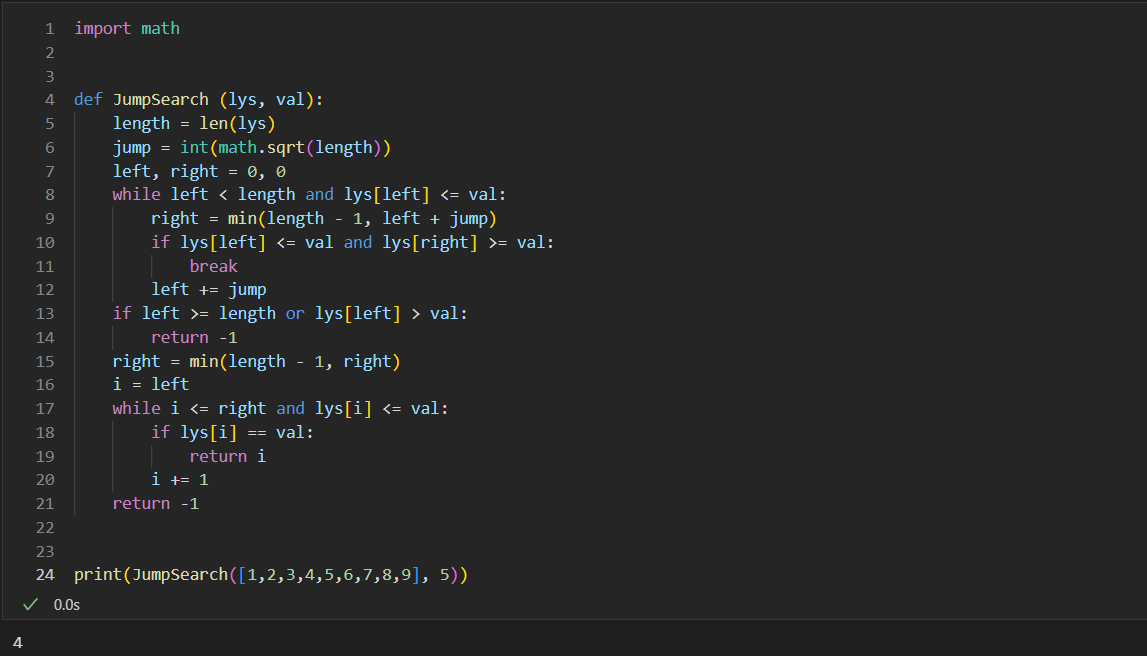 1 import math
2
3
4 def JumpSearch (lys, val):
5     length = len(lys)
6     jump = int(math.sqrt(length))
7     left, right = 0, 0
8     while left < length and lys[left] <= val:
9         right = min(length - 1, left + jump)
10         if lys[left] <= val and lys[right] >= val:
11             break
12         left += jump
13     if left >= length or lys[left] > val:
14         return -1
15     right = min(length - 1, right)
16     i = left
17     while i <= right and lys[i] <= val:
18         if lys[i] == val:
19             return i
20         i += 1
21     return -1
22
23
24 print(JumpSearch([1,2,3,4,5,6,7,8,9], 5))
✓ 0.0s
4